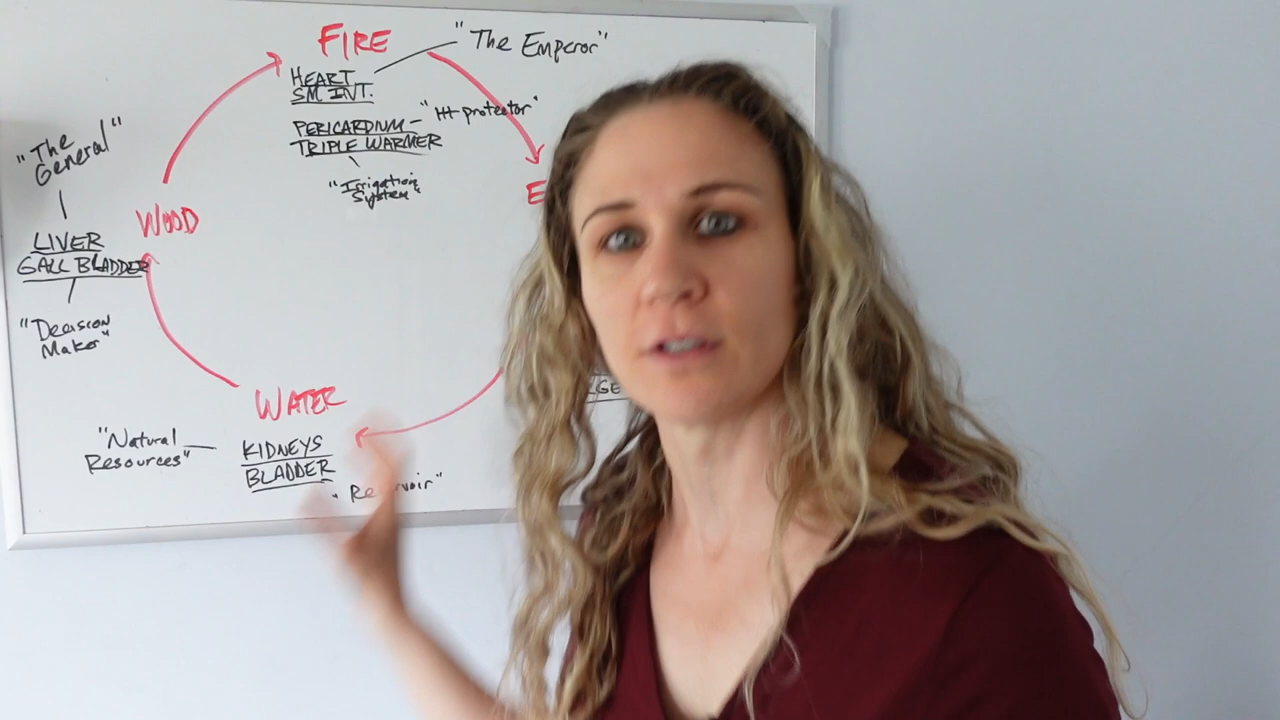 FIRE
"The Emperor"
HEART
SM INT.
PERICARDIUM - "Ht protector"
TRIPLE WARMER
"Irrigation
System"
"The
General"
WOOD
LIVER
GALL BLADDER
"Decision
Maker"
E
WATER
"Natural
Resources"
KIDNEYS
BLADDER
GE